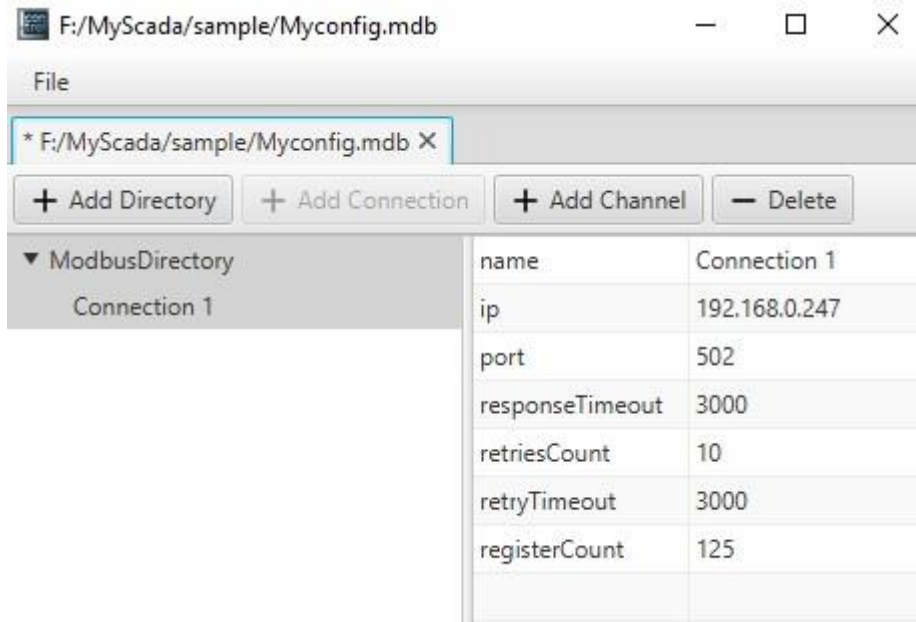 F:/MyScada/sample/Myconfig.mdb
File
* F:/MyScada/sample/Myconfig.mdb
+ Add Directory + Add Connection + Add Channel − Delete
ModbusDirectory
Connection 1
name Connection 1
ip 192.168.0.247
port 502
responseTimeout 3000
retriesCount 10
retryTimeout 3000
registerCount 125